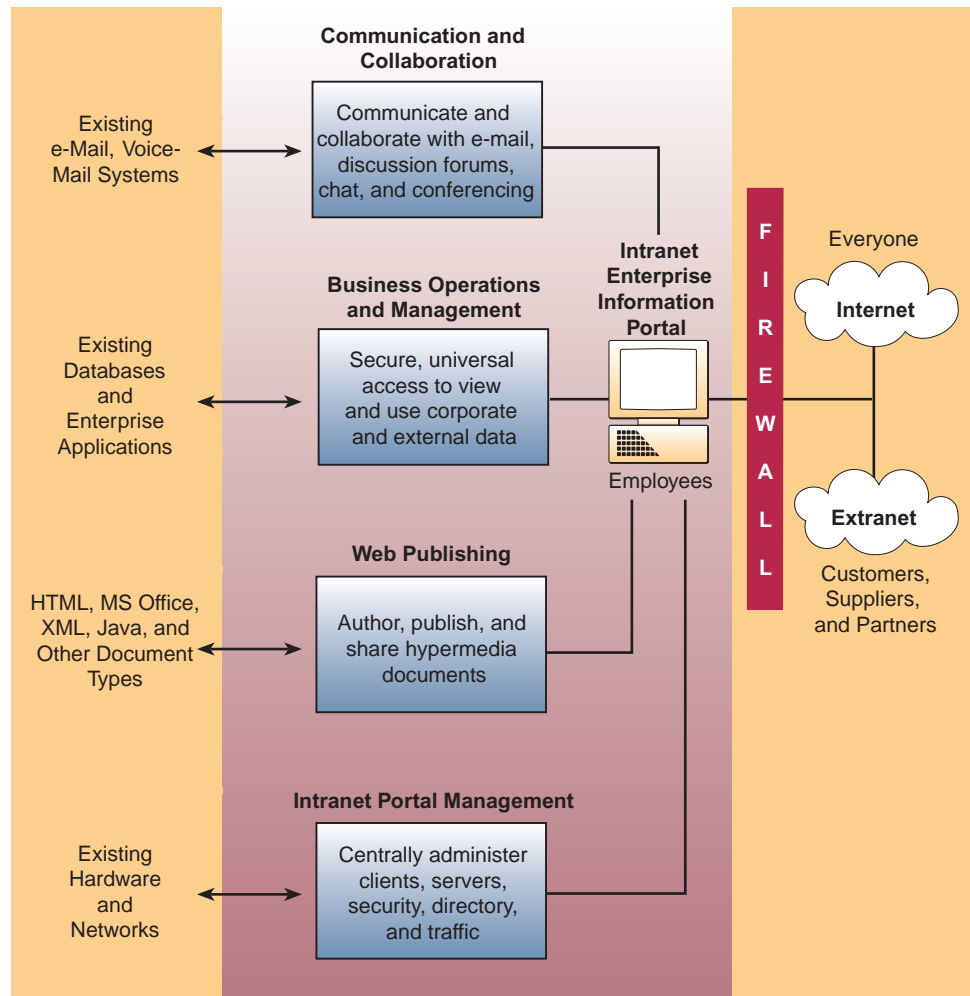 Communication and
Collaboration
Existing
e-Mail, Voice-
Mail Systems
Communicate and
collaborate with e-mail,
discussion forums,
chat, and conferencing
Business Operations
and Management
Existing
Databases
and
Enterprise
Applications
Secure, universal
access to view
and use corporate
and external data
Web Publishing
HTML, MS Office,
XML, Java, and
Other Document
Types
Author, publish, and
share hypermedia
documents
Intranet Portal Management
Existing
Hardware
and
Networks
Centrally administer
clients, servers,
security, directory,
and traffic
Intranet
Enterprise
Information
Portal
Employees
F
I
R
E
W
A
L
L
Everyone
Internet
Extranet
Customers,
Suppliers,
and Partners